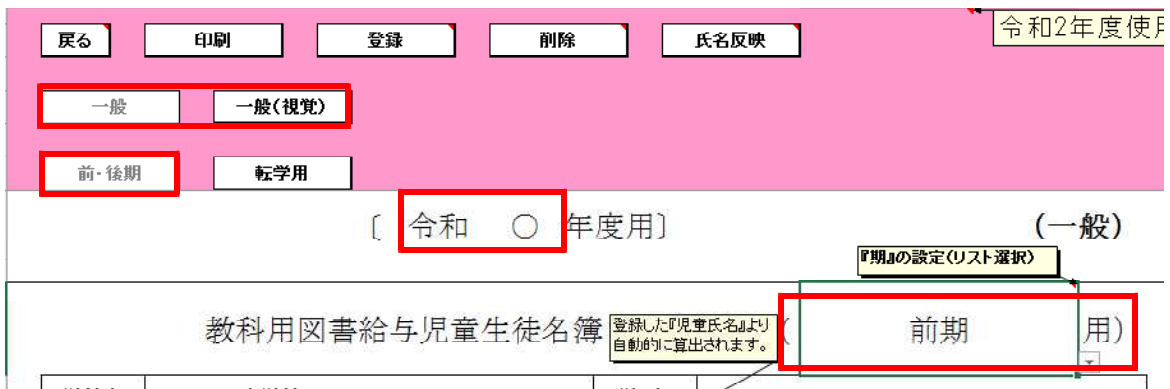 戻る 印刷 登録 削除 氏名反映 令和2年度使用
一般 一般(視覚)
前・後期 転学用
〔 令和 ○ 年度用〕 (一般)
『期』の設定(リスト選択)
教科用図書給与児童生徒名簿 ( 前期 用)
登録した『児童氏名』より
自動的に算出されます。